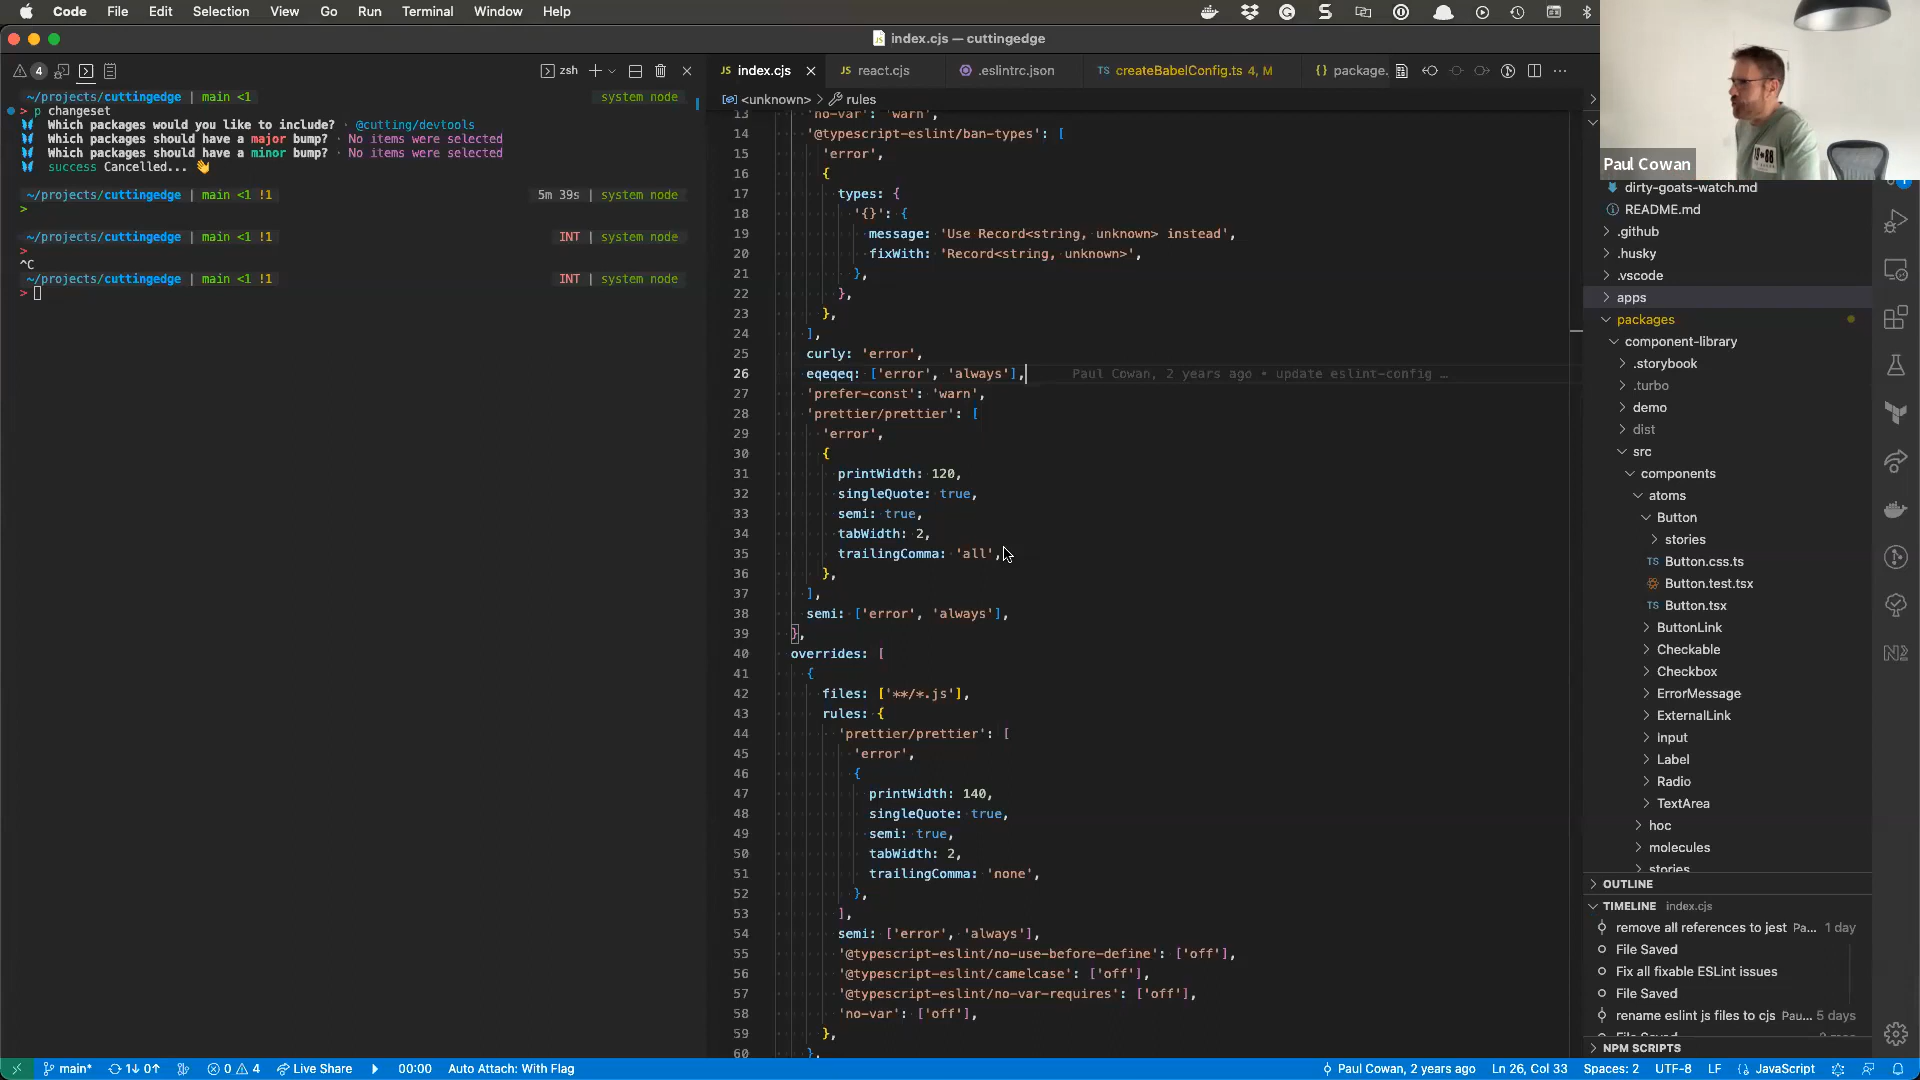 Code File Edit Selection View Go Run Terminal Window Help
index.cjs — cuttingedge
4
zsh
index.cjs
react.cjs
.eslintrc.json
createBabelConfig.ts 4, M
package.
<unknown> > rules
~/projects/cuttingedge | main <1 system node
> p changeset
Which packages would you like to include? · @cutting/devtools
Which packages should have a major bump? · No items were selected
Which packages should have a minor bump? · No items were selected
success Cancelled... 👋
~/projects/cuttingedge | main <1 !1 5m 39s | system node
>
~/projects/cuttingedge | main <1 !1 INT | system node
>
^C
~/projects/cuttingedge | main <1 !1 INT | system node
>
13 'no-var': 'warn',
14 '@typescript-eslint/ban-types': [
15 'error',
16 {
17 types: {
18 '{}': {
19 message: 'Use Record<string, unknown> instead',
20 fixWith: 'Record<string, unknown>',
21 },
22 },
23 },
24 ],
25 curly: 'error',
26 eqeqeq: ['error', 'always'], Paul Cowan, 2 years ago • update eslint-config …
27 'prefer-const': 'warn',
28 'prettier/prettier': [
29 'error',
30 {
31 printWidth: 120,
32 singleQuote: true,
33 semi: true,
34 tabWidth: 2,
35 trailingComma: 'all',
36 },
37 ],
38 semi: ['error', 'always'],
39 },
40 overrides: [
41 {
42 files: ['**/*.js'],
43 rules: {
44 'prettier/prettier': [
45 'error',
46 {
47 printWidth: 140,
48 singleQuote: true,
49 semi: true,
50 tabWidth: 2,
51 trailingComma: 'none',
52 },
53 ],
54 semi: ['error', 'always'],
55 '@typescript-eslint/no-use-before-define': ['off'],
56 '@typescript-eslint/camelcase': ['off'],
57 '@typescript-eslint/no-var-requires': ['off'],
58 'no-var': ['off'],
59 },
60 },
Paul Cowan
dirty-goats-watch.md
README.md
.github
.husky
.vscode
apps
packages
component-library
.storybook
.turbo
demo
dist
src
components
atoms
Button
stories
TS Button.css.ts
Button.test.tsx
TS Button.tsx
ButtonLink
Checkable
Checkbox
ErrorMessage
ExternalLink
Input
Label
Radio
TextArea
hoc
molecules
stories
OUTLINE
TIMELINE index.cjs
remove all references to jest Pa... 1 day
File Saved
Fix all fixable ESLint issues
File Saved
rename eslint js files to cjs Pau... 5 days
File Saved
NPM SCRIPTS
main* 1↓ 0↑ 0 4 Live Share 00:00 Auto Attach: With Flag
Paul Cowan, 2 years ago Ln 26, Col 33 Spaces: 2 UTF-8 LF JavaScript